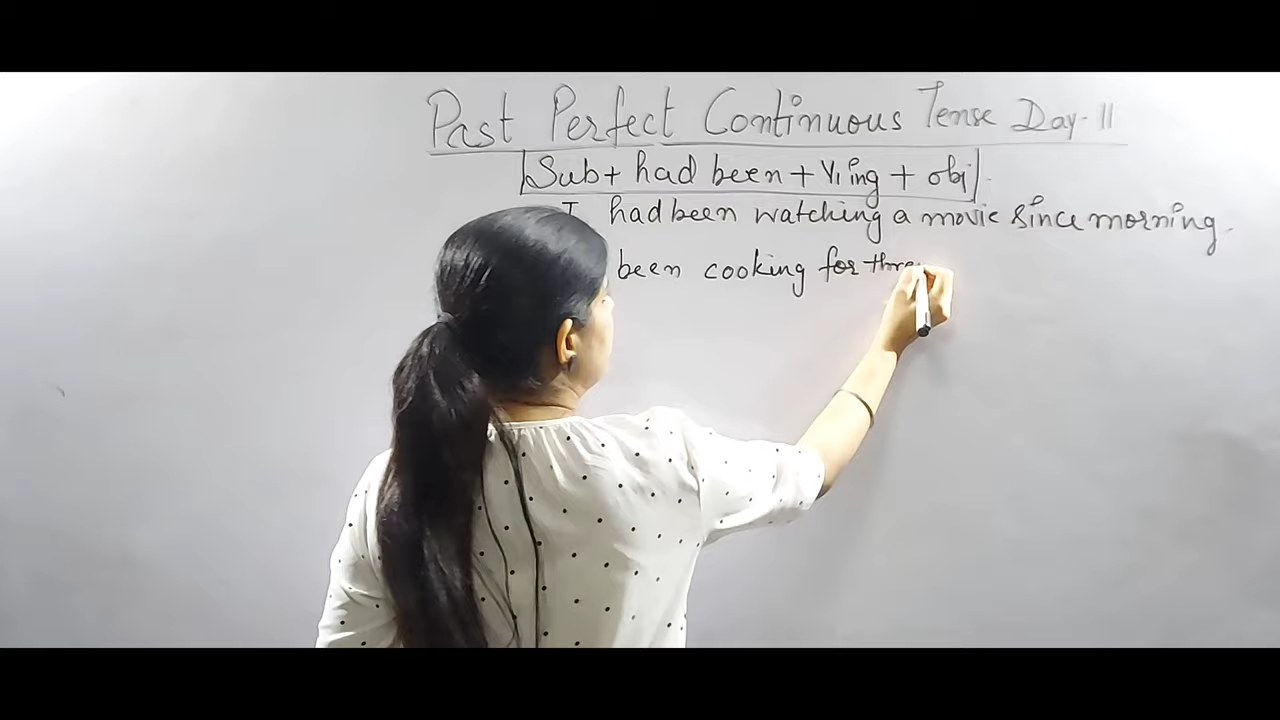 Past Perfect Continuous Tense Day-11
Sub+ had been + V1 ing + obj
I had been watching a movie since morning.
been cooking for thre